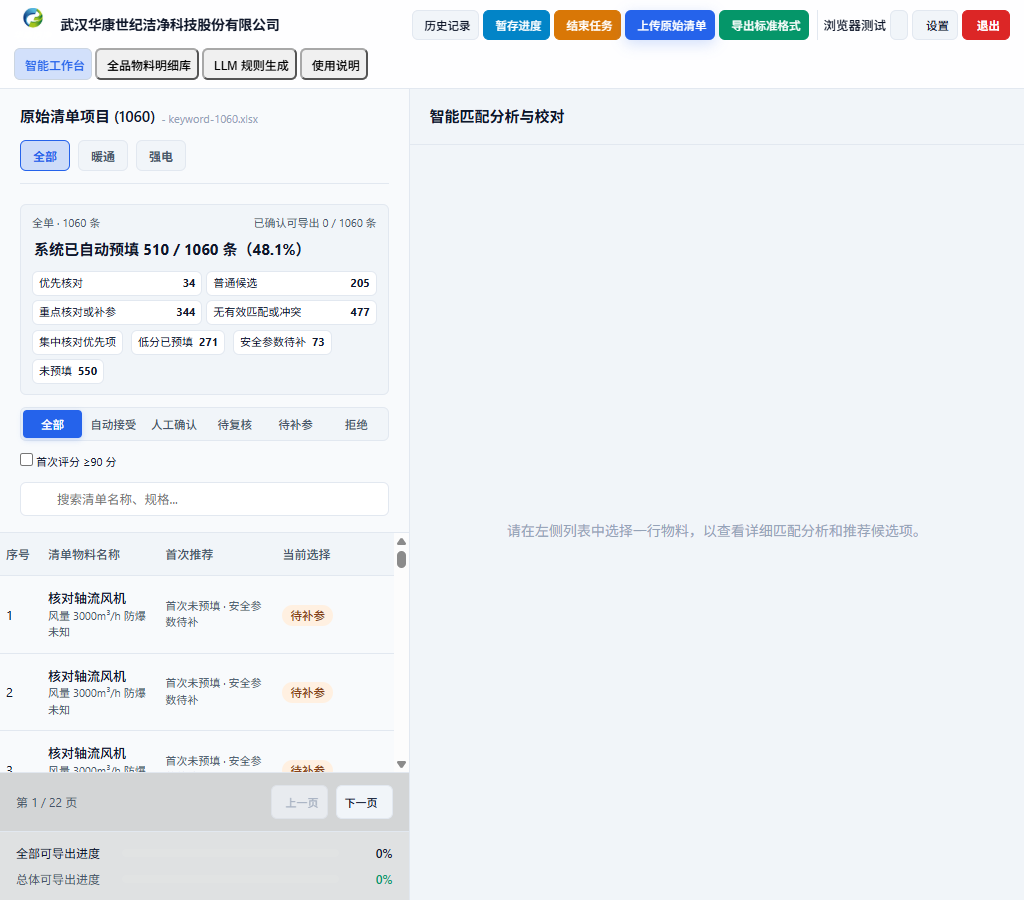 武汉华康世纪洁净科技股份有限公司
历史记录 暂存进度 结束任务 上传原始清单 导出标准格式 浏览器测试 设置 退出
智能工作台 全品物料明细库 LLM 规则生成 使用说明
原始清单项目 (1060) - keyword-1060.xlsx
全部 暖通 强电
全单 · 1060 条 已确认可导出 0 / 1060 条
系统已自动预填 510 / 1060 条（48.1%）
优先核对 34 普通候选 205
重点核对或补参 344 无有效匹配或冲突 477
集中核对优先项 低分已预填 271 安全参数待补 73
未预填 550
全部 自动接受 人工确认 待复核 待补参 拒绝
首次评分 ≥90 分
搜索清单名称、规格...
序号 清单物料名称 首次推荐 当前选择
1 核对轴流风机 风量 3000m³/h 防爆 首次未预填 · 安全参 待补参
未知 数待补
2 核对轴流风机 风量 3000m³/h 防爆 首次未预填 · 安全参 待补参
未知 数待补
3 核对轴流风机 风量 3000m³/h 防爆 首次未预填 · 安全参 待补参
第 1 / 22 页 上一页 下一页
全部可导出进度 0%
总体可导出进度 0%
智能匹配分析与校对
请在左侧列表中选择一行物料，以查看详细匹配分析和推荐候选项。